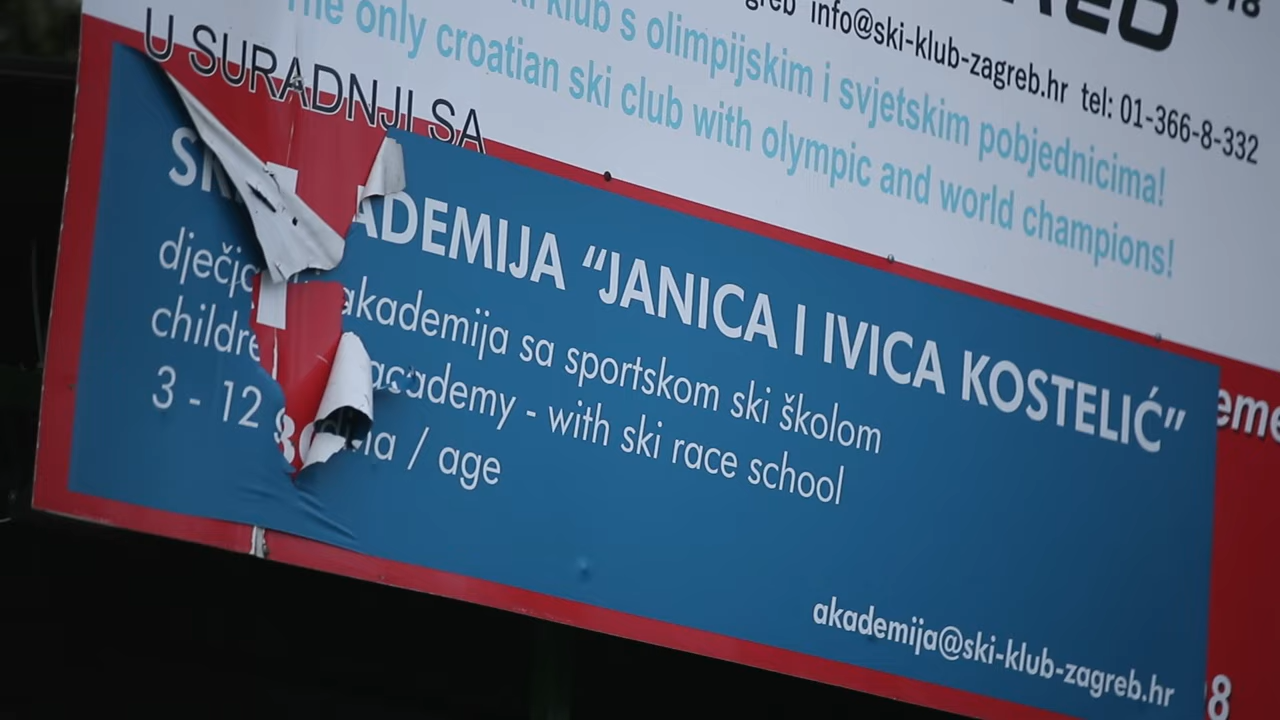 info@ski-klub-zagreb.hr tel: 01-366-8-332
klub s olimpijskim i svjetskim pobjednicima!
The only croatian ski club with olympic and world champions!
U SURADNJI SA
ADEMIJA “JANICA I IVICA KOSTELIĆ”
akademija sa sportskom ski školom
academy - with ski race school
3 - 12 / age
akademija@ski-klub-zagreb.hr